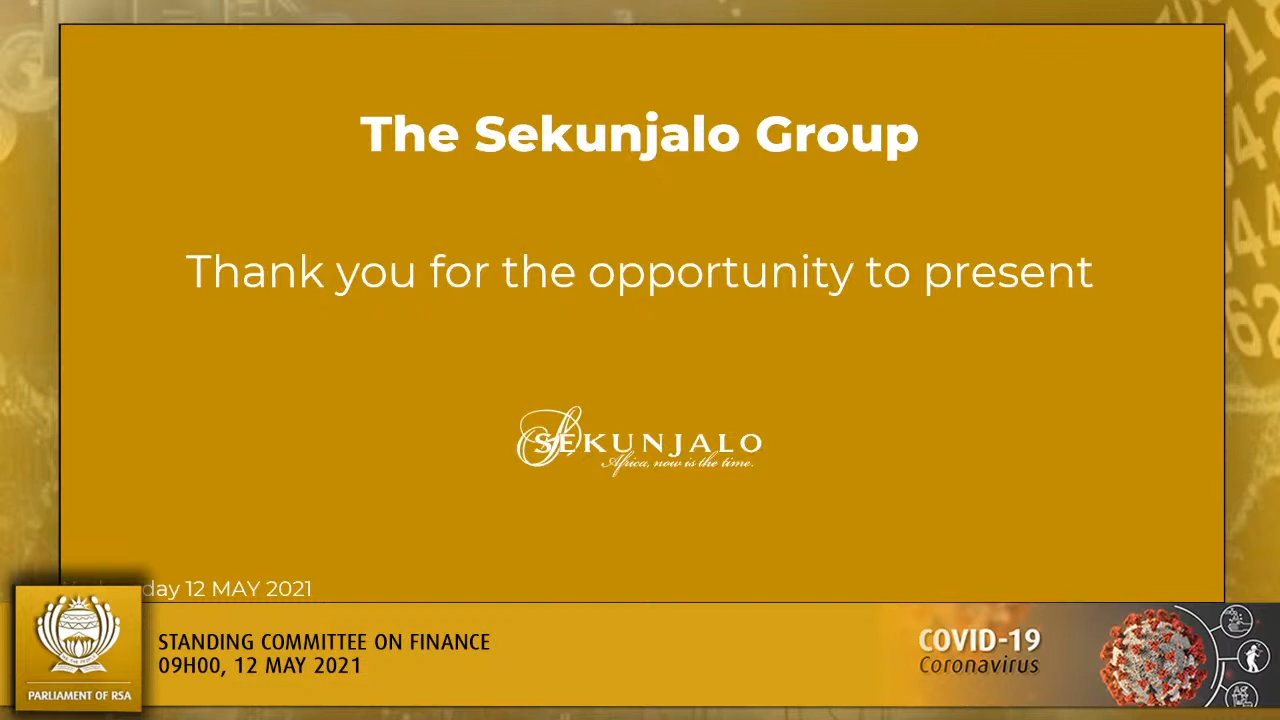 The Sekunjalo Group
Thank you for the opportunity to present
SEKUNJALO
Africa, now is the time.
day 12 MAY 2021
STANDING COMMITTEE ON FINANCE
09H00, 12 MAY 2021
PARLIAMENT OF RSA
COVID-19
Coronavirus